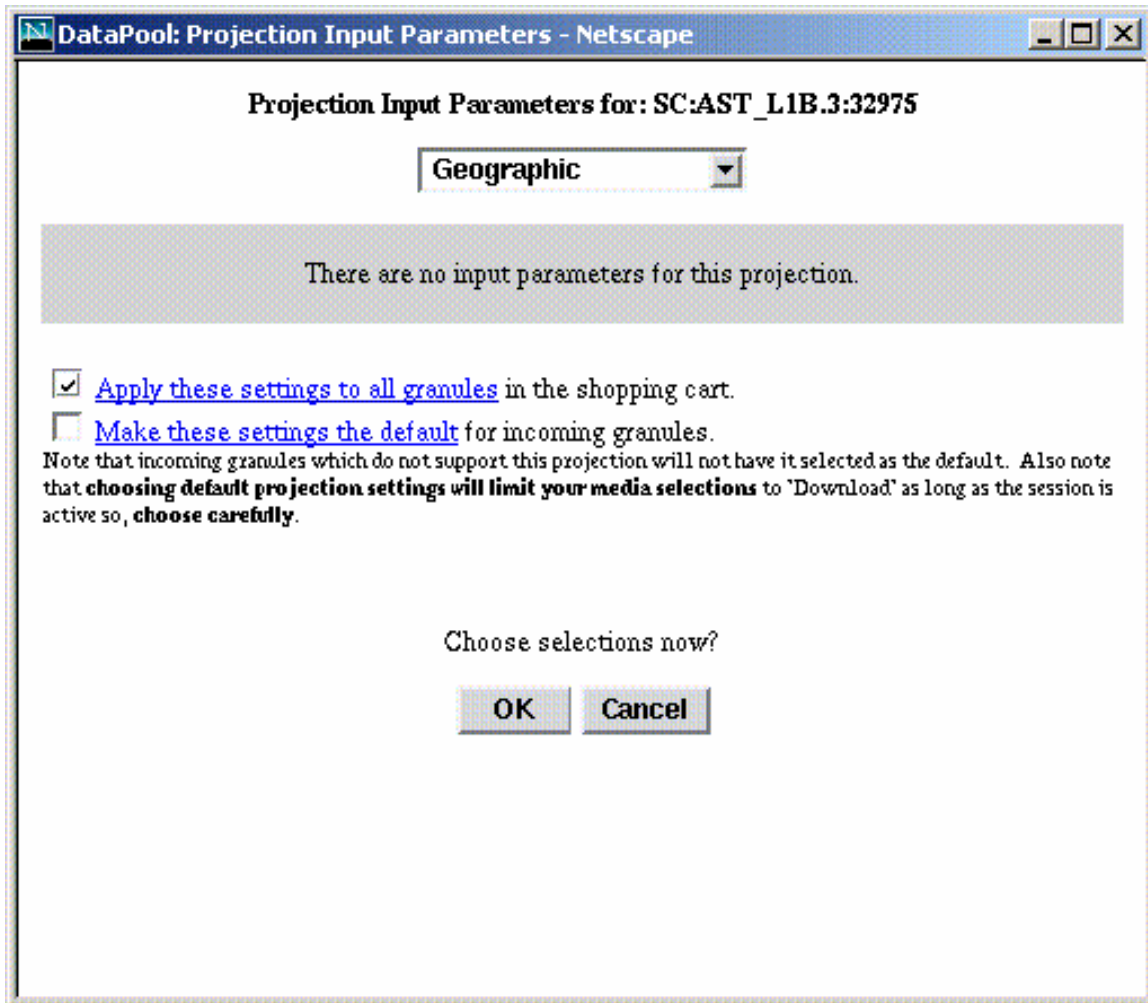 DataPool: Projection Input Parameters - Netscape
Projection Input Parameters for: SC:AST_L1B.3:32975
Geographic
There are no input parameters for this projection.
Apply these settings to all granules in the shopping cart.
Make these settings the default for incoming granules.
Note that incoming granules which do not support this projection will not have it selected as the default. Also note
that choosing default projection settings will limit your media selections to `Download' as long as the session is
active so, choose carefully.
Choose selections now?
OK Cancel